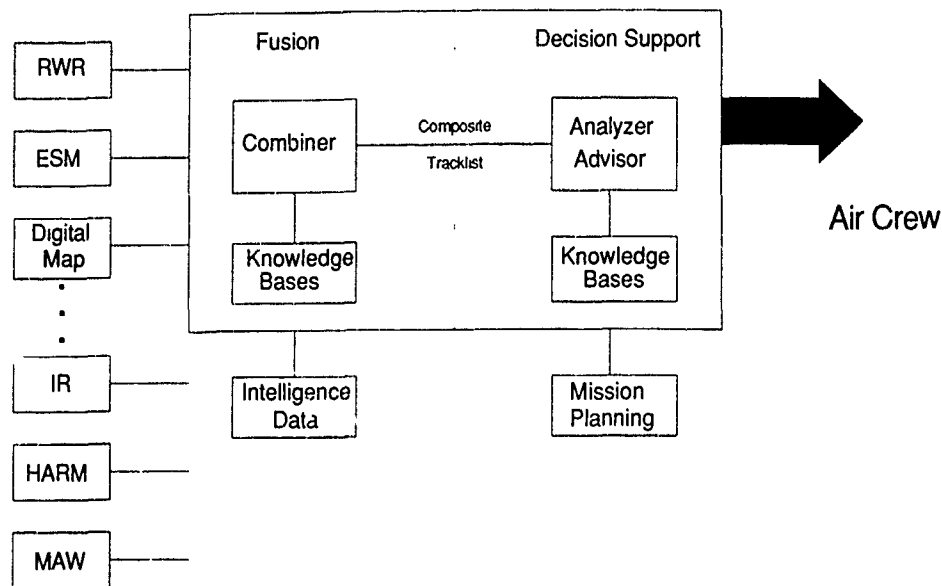 Fusion
Decision Support
RWR
Combiner
Composite
Tracklist
Analyzer
Advisor
ESM
Air Crew
Digital
Map
Knowledge
Bases
Knowledge
Bases
IR
Intelligence
Data
Mission
Planning
HARM
MAW